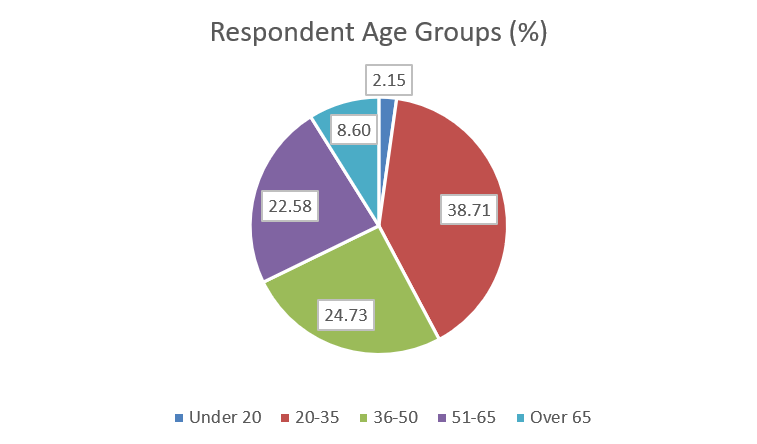 Respondent Age Groups (%)
2.15
8.60
38.71
22.58
24.73
Under 20 20-35 36-50 51-65 Over 65